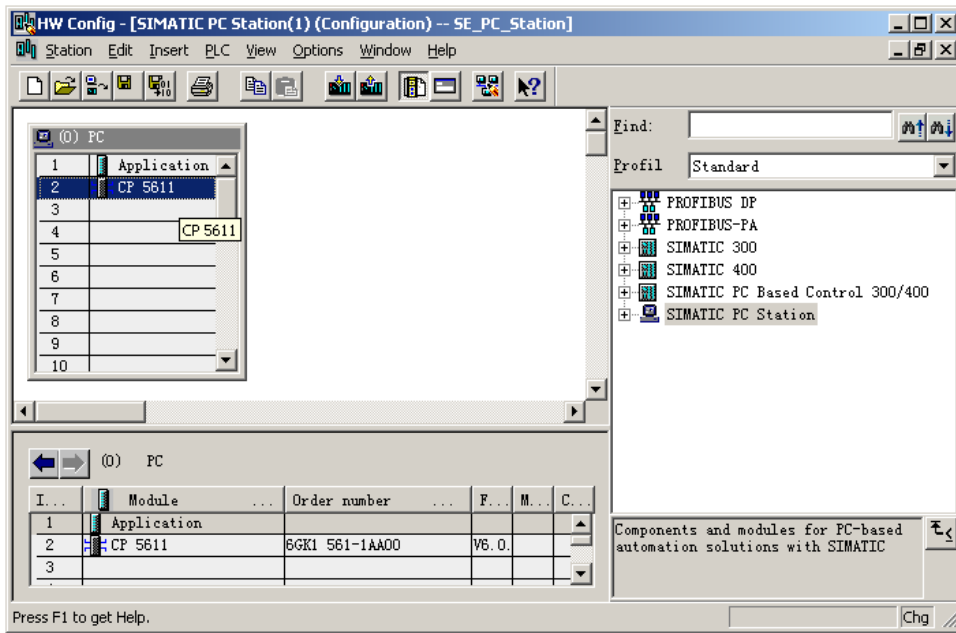 HW Config - [SIMATIC PC Station(1) (Configuration) -- SE_PC_Station]
Station Edit Insert PLC View Options Window Help
(0) PC
1 Application
2 CP 5611
3
4
CP 5611
5
6
7
8
9
10
Find:
Profil Standard
PROFIBUS DP
PROFIBUS-PA
SIMATIC 300
SIMATIC 400
SIMATIC PC Based Control 300/400
SIMATIC PC Station
(0) PC
I... Module ... Order number ... F... M... C...
1 Application
2 CP 5611 6GK1 561-1AA00 V6.0.
3
Components and modules for PC-based
automation solutions with SIMATIC
Press F1 to get Help.
Chg